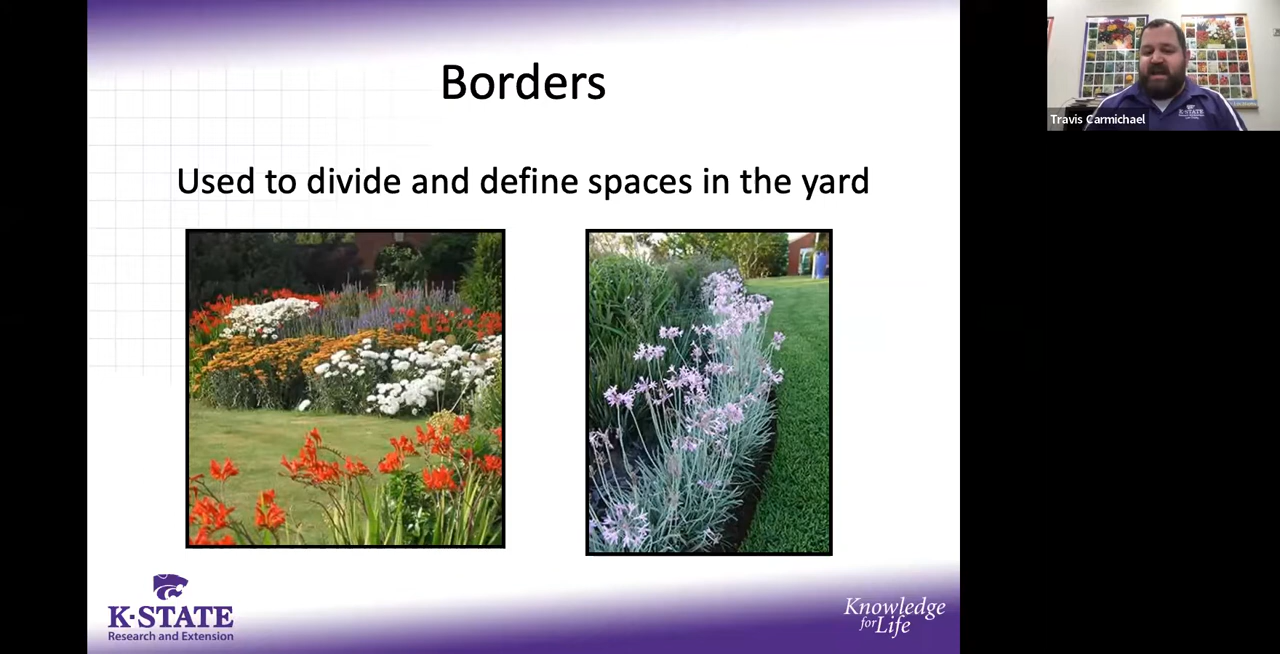 Borders
Used to divide and define spaces in the yard
K-STATE
Research and Extension
Knowledge
for Life
Travis Carmichael
K-STATE